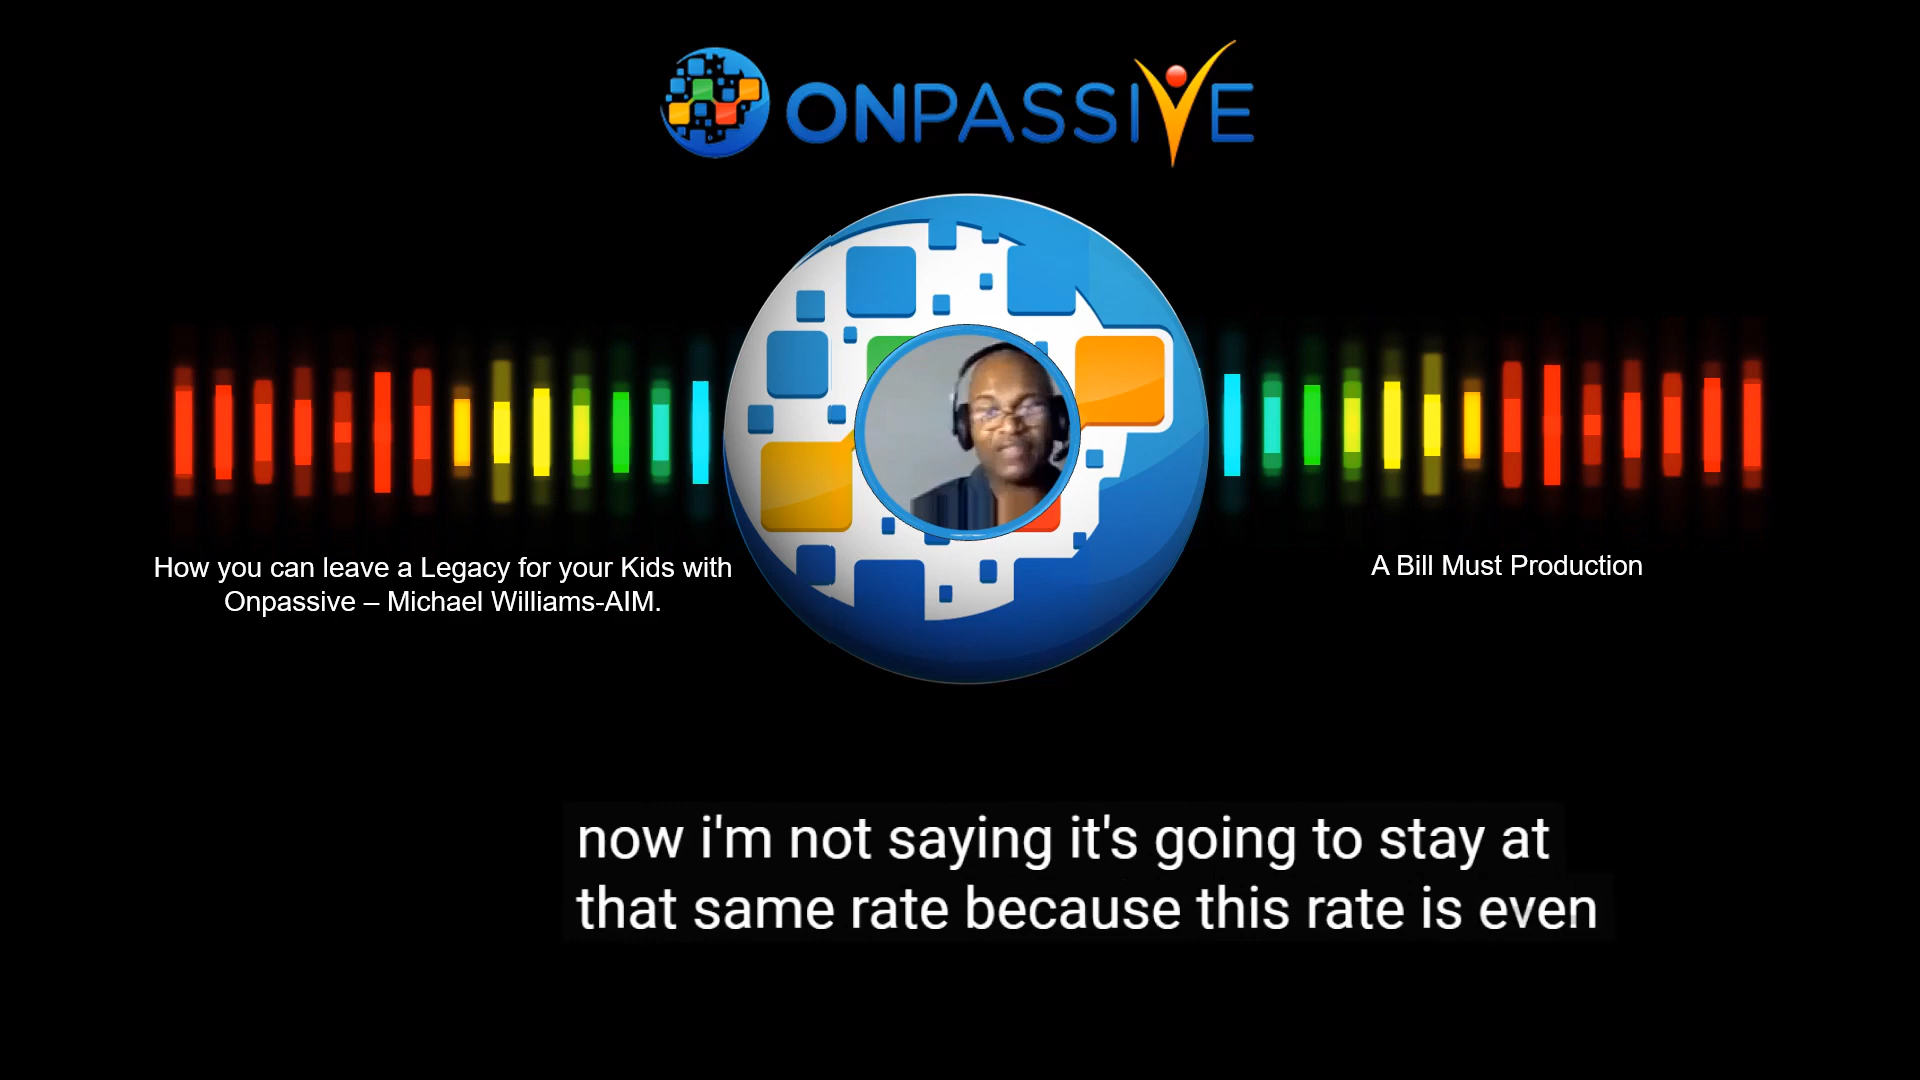 ONPASSIVE
How you can leave a Legacy for your Kids with
Onpassive – Michael Williams-AIM.
A Bill Must Production
now i'm not saying it's going to stay at
that same rate because this rate is even